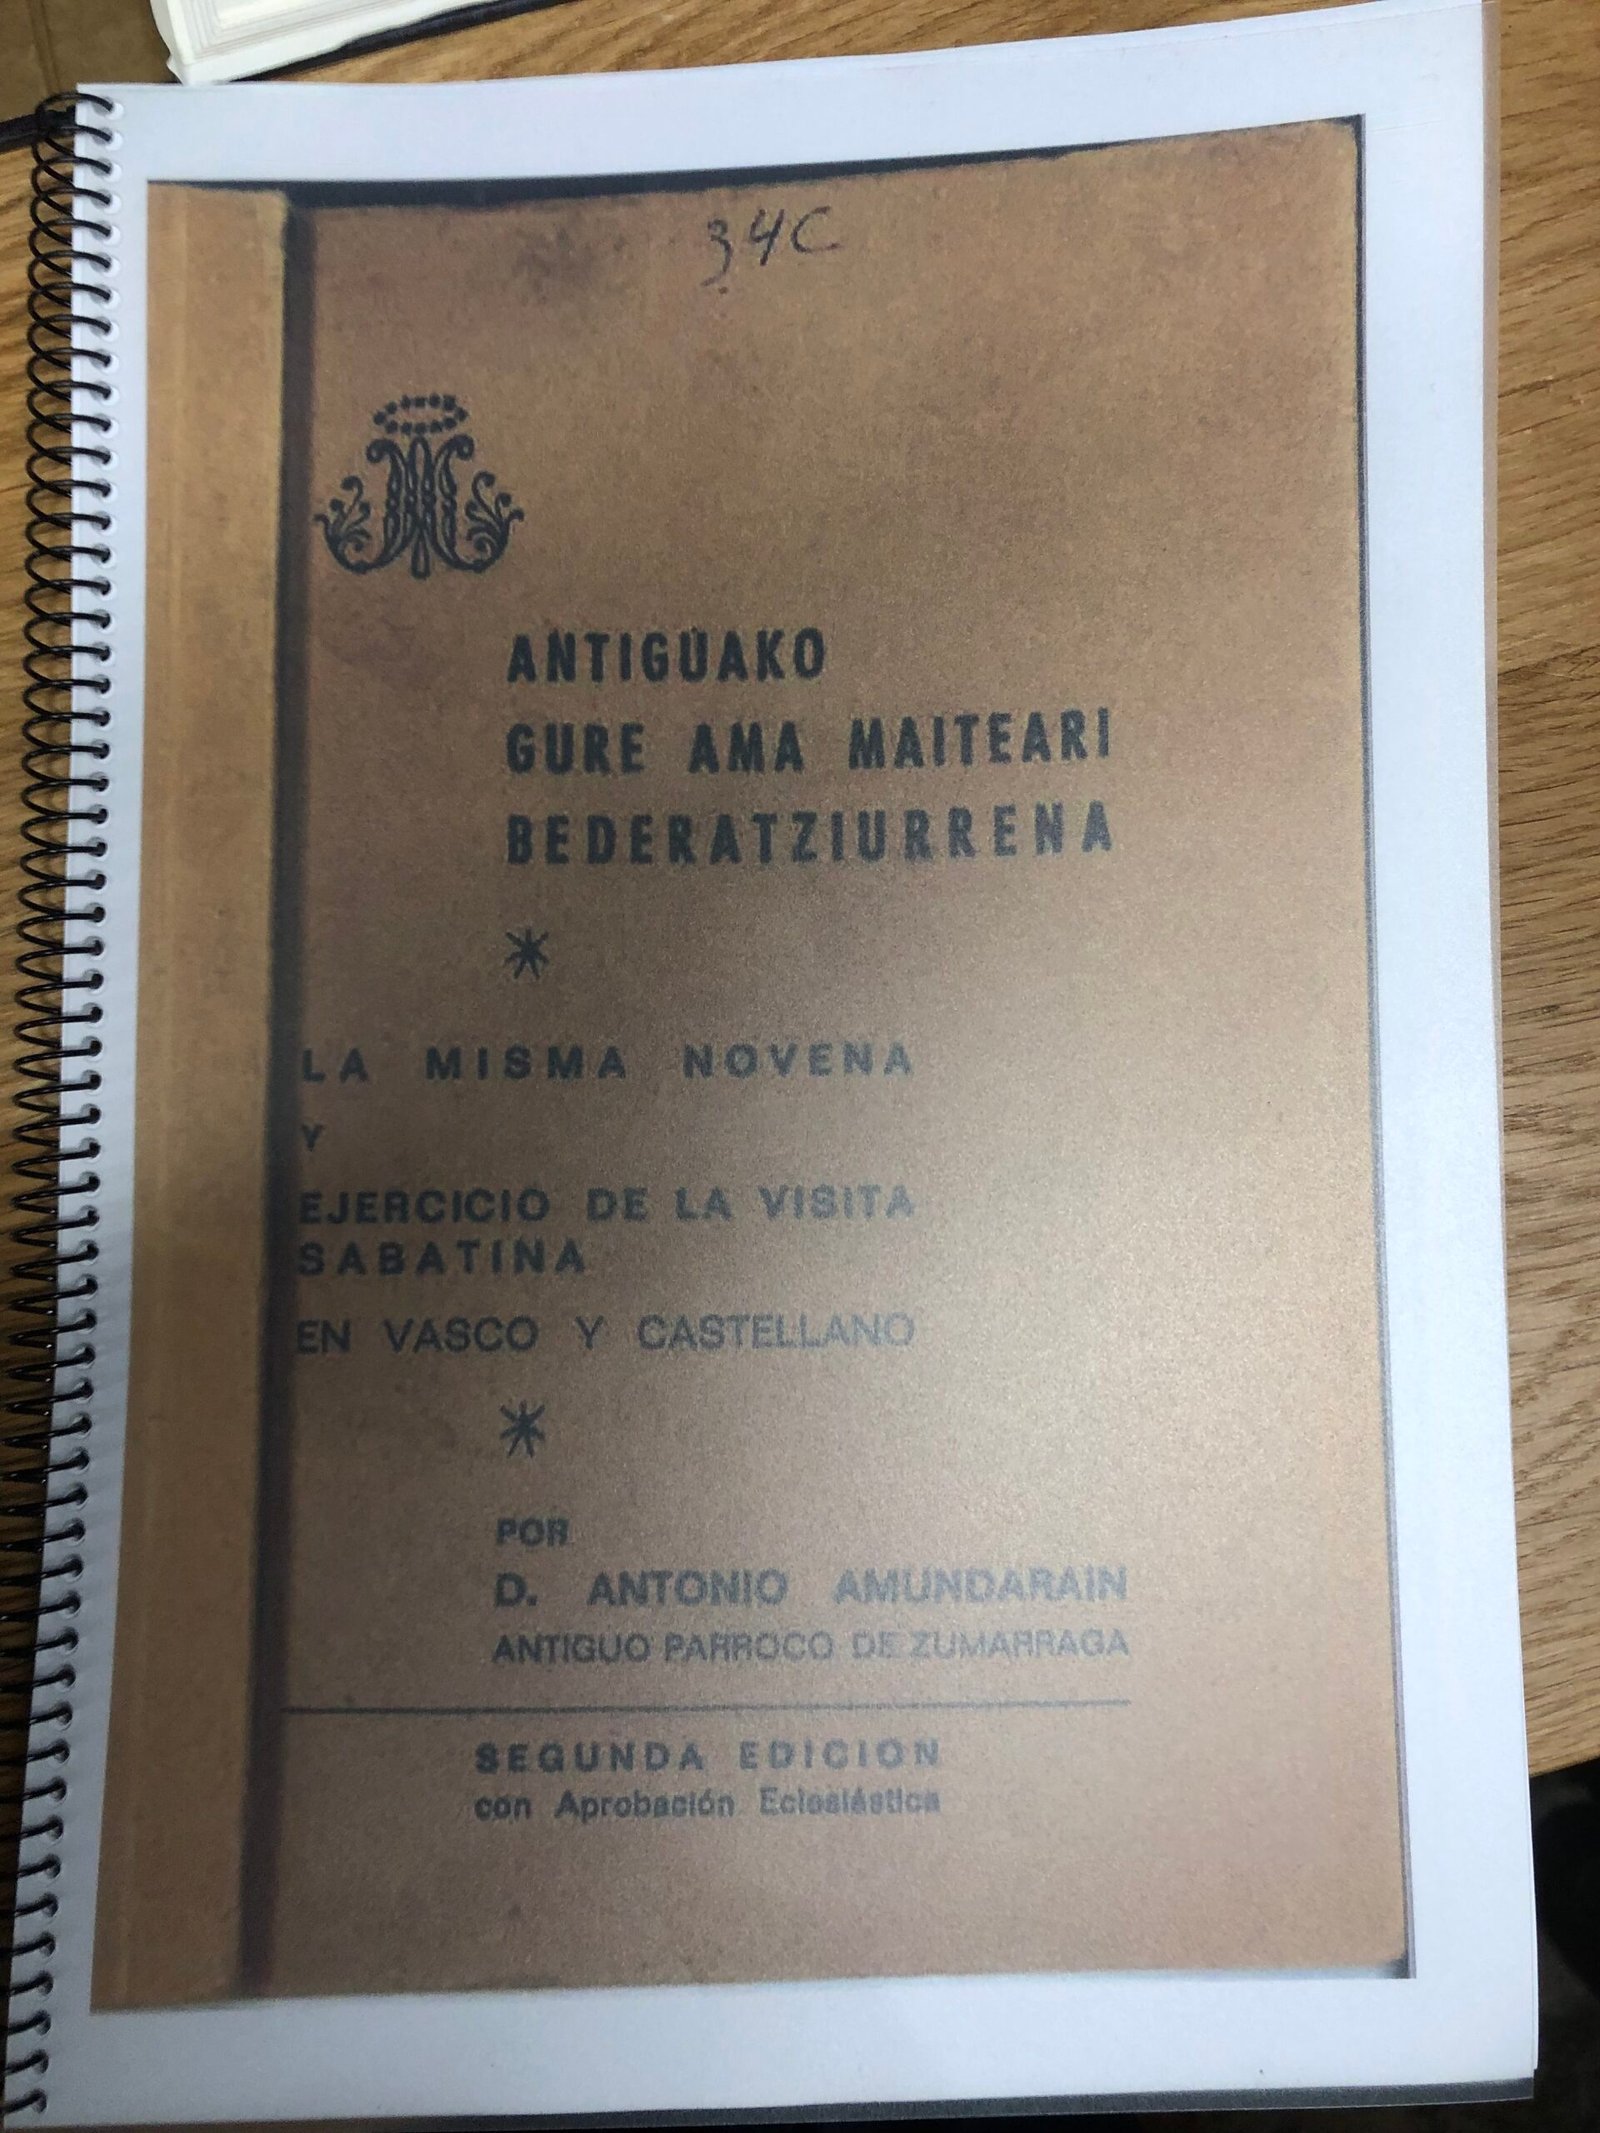 34C
ANTIGÜAKO
GURE AMA MAITEARI
BEDERATZIURRENA
*
LA MISMA NOVENA
Y
EJERCICIO DE LA VISITA
SABATINA
EN VASCO Y CASTELLANO
*
POR
D. ANTONIO AMUNDARAIN
ANTIGUO PARROCO DE ZUMARRAGA
SEGUNDA EDICION
con Aprobación Eclesiástica